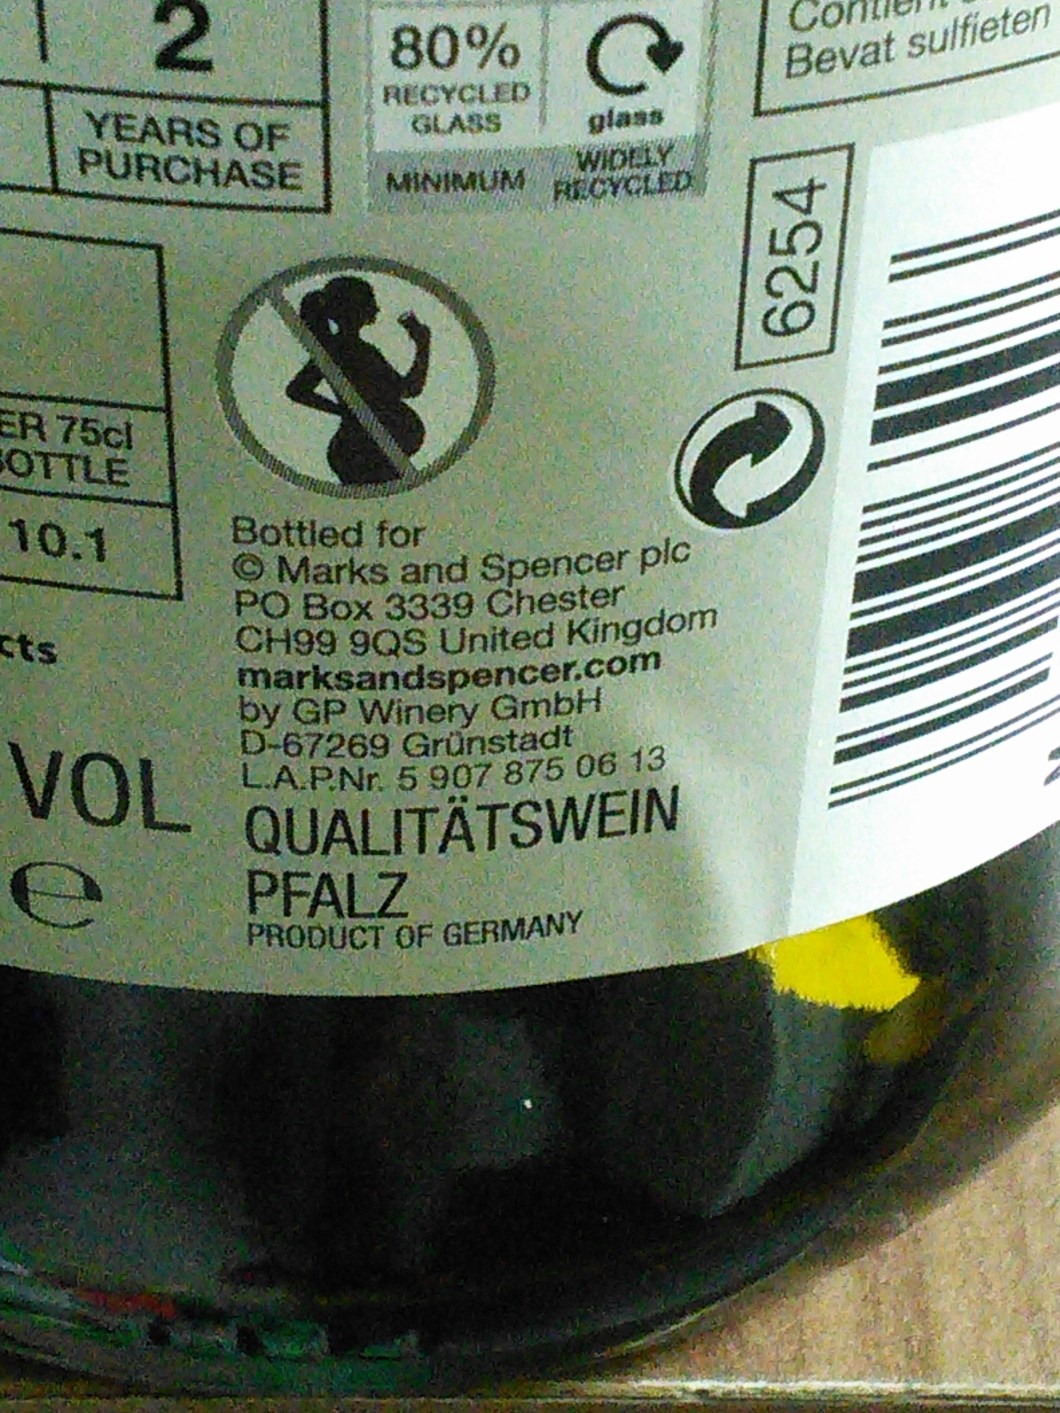 2
YEARS OF
PURCHASE
80%
RECYCLED
GLASS
MINIMUM
glass
WIDELY
RECYCLED
Contient
Bevat sulfieten
6254
ER 75cl
BOTTLE
10.1
cts
VOL
e
Bottled for
© Marks and Spencer plc
PO Box 3339 Chester
CH99 9QS United Kingdom
marksandspencer.com
by GP Winery GmbH
D-67269 Grünstadt
L.A.P.Nr. 5 907 875 06 13
QUALITÄTSWEIN
PFALZ
PRODUCT OF GERMANY